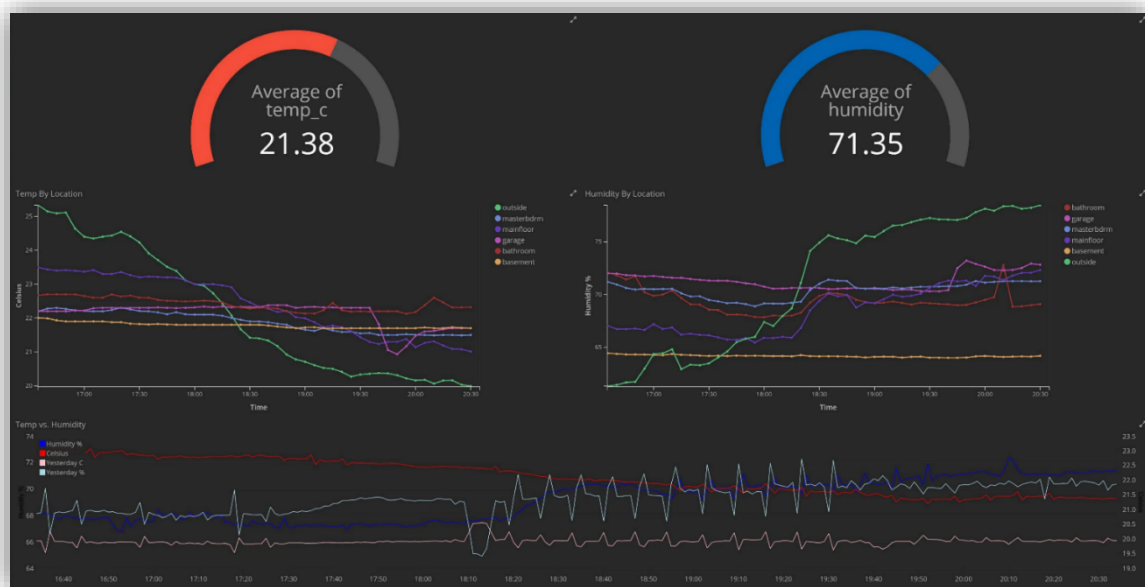 Average of
temp_c
21.38
Average of
humidity
71.35
Temp By Location
25
24
23
22
21
20
Celsius
17:00
17:30
18:00
18:30
19:00
19:30
20:00
20:30
Time
outside
masterbdrm
mainfloor
garage
bathroom
basement
Humidity By Location
75
70
65
Humidity %
17:00
17:30
18:00
18:30
19:00
19:30
20:00
20:30
Time
bathroom
garage
masterbdrm
mainfloor
basement
outside
Temp vs. Humidity
74
72
70
68
66
64
Humidity %
Humidity %
Celsius
Yesterday C
Yesterday %
23.5
23.0
22.5
22.0
21.5
21.0
20.5
20.0
19.5
19.0
16:40
16:50
17:00
17:10
17:20
17:30
17:40
17:50
17:00
18:00
18:10
18:20
18:30
18:40
18:50
19:00
19:10
19:20
19:30
19:40
19:50
20:00
20:10
20:20
20:30